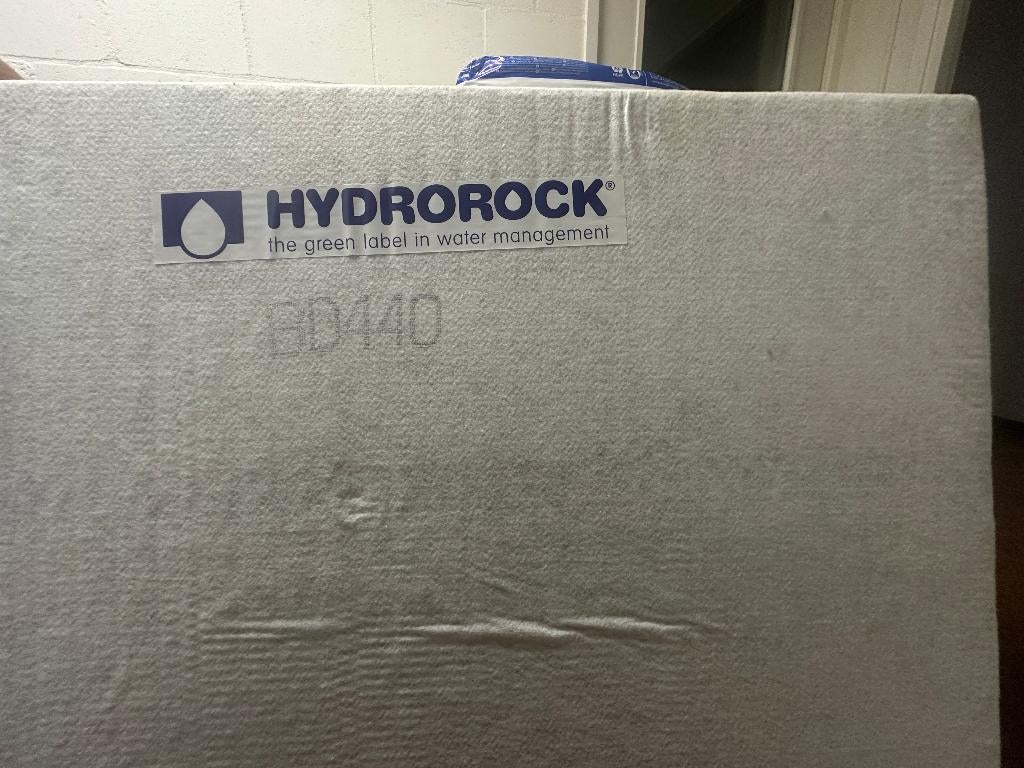 HYDROROCK®
the green label in water management
BD440